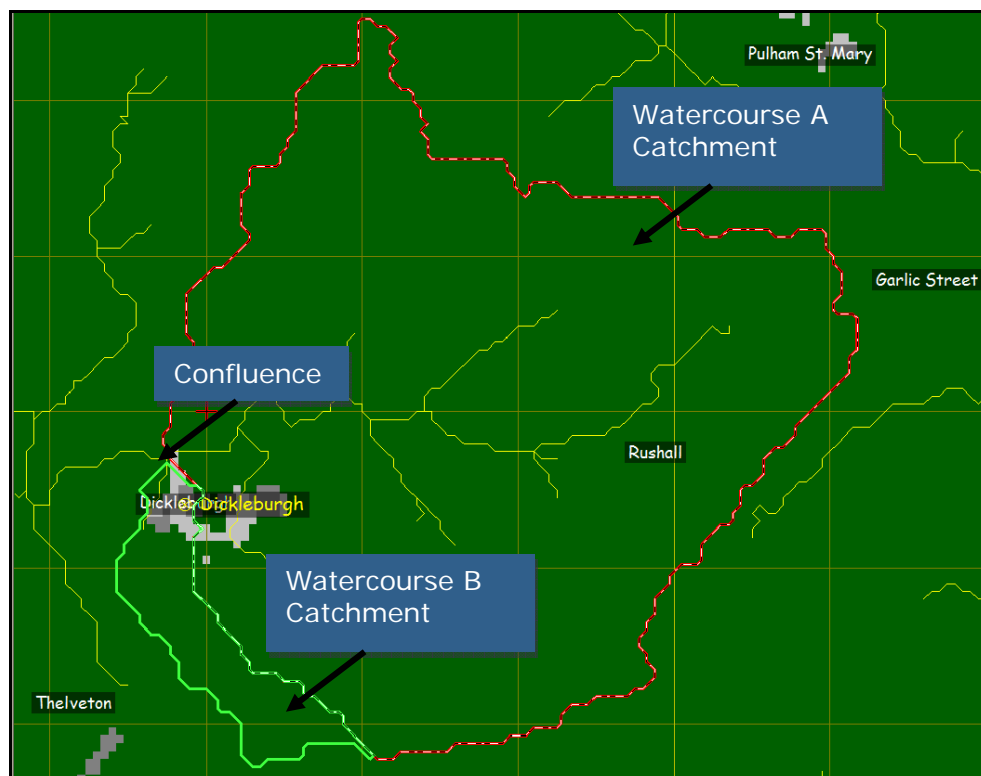 Pulham St. Mary
Watercourse A
Catchment
Garlic Street
Confluence
Rushall
Dickleburgh
Watercourse B
Catchment
Thelveton